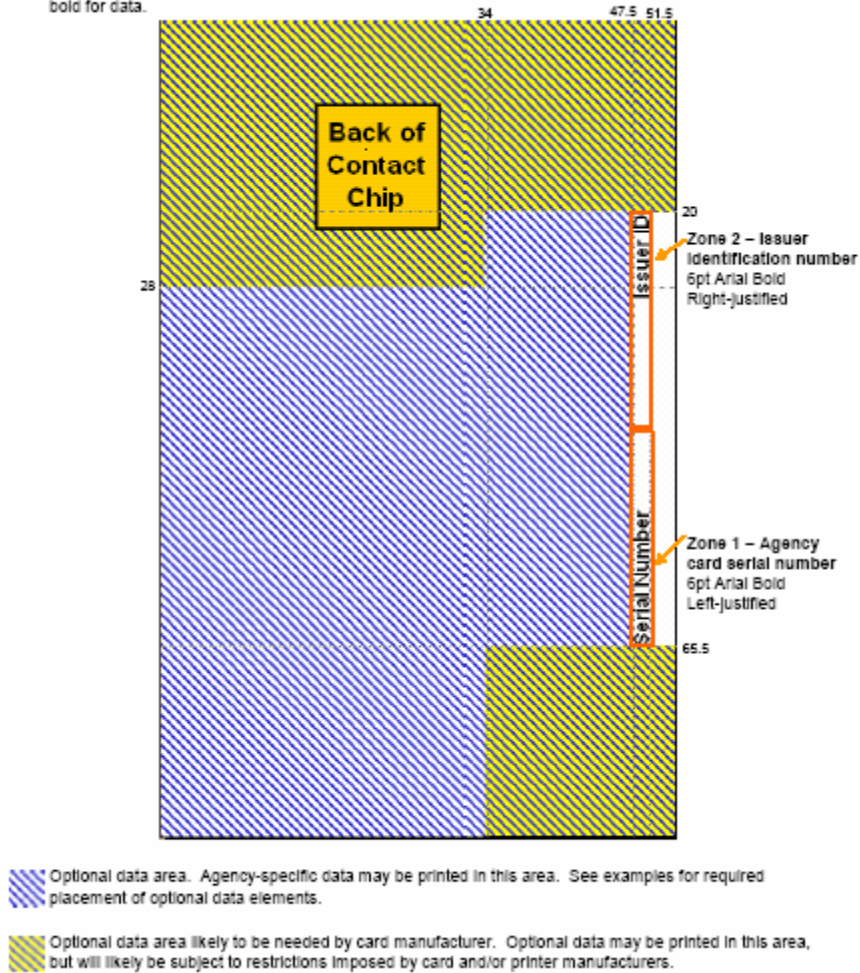 bold for data.
34
47.5 51.5
Back of
Contact
Chip
20
Issuer ID
Zone 2 – Issuer
Identification number
6pt Arial Bold
Right-justified
28
Serial Number
Zone 1 – Agency
card serial number
6pt Arial Bold
Left-justified
65.5
Optional data area. Agency-specific data may be printed in this area. See examples for required
placement of optional data elements.
Optional data area likely to be needed by card manufacturer. Optional data may be printed in this area,
but will likely be subject to restrictions imposed by card and/or printer manufacturers.